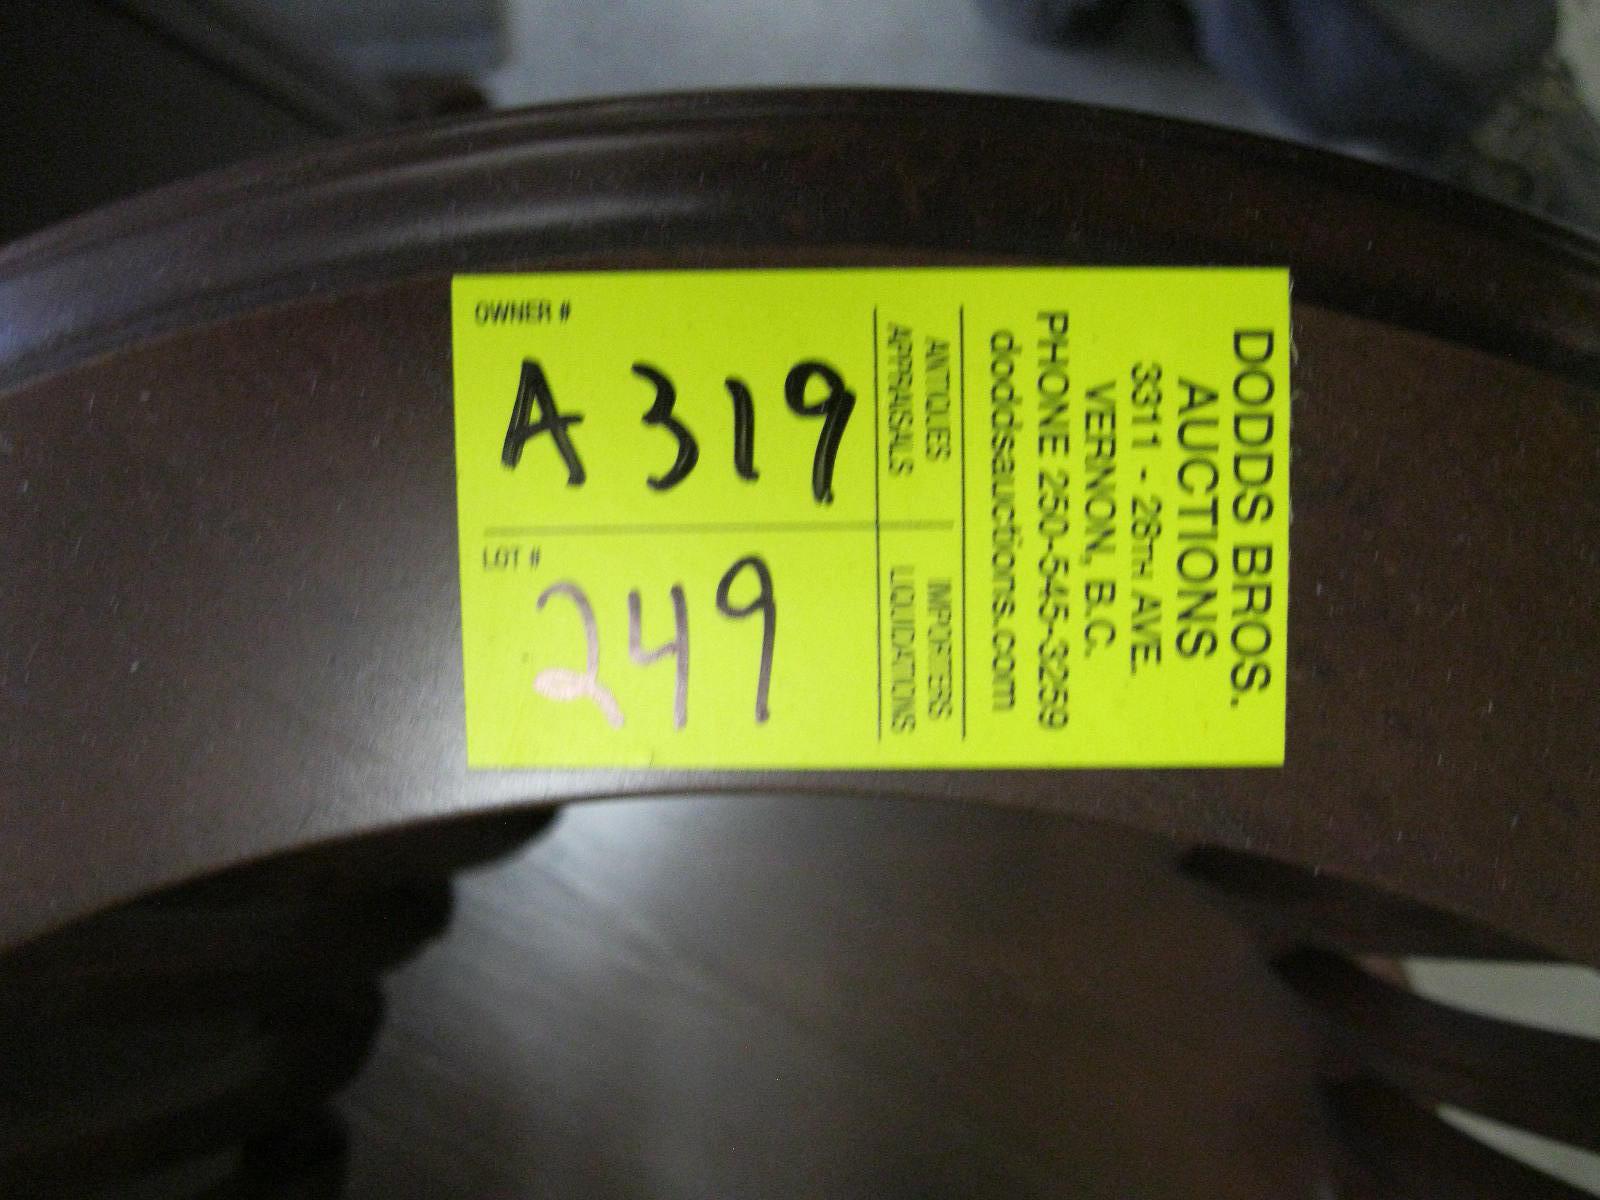 DODDS BROS.
AUCTIONS
3311 - 28TH AVE.
VERNON, B.C.
PHONE 250-545-3259
doddsauctions.com
ANTIQUES IMPORTERS
APPRAISALS LIQUIDATIONS
OWNER #
A 319
LOT #
249